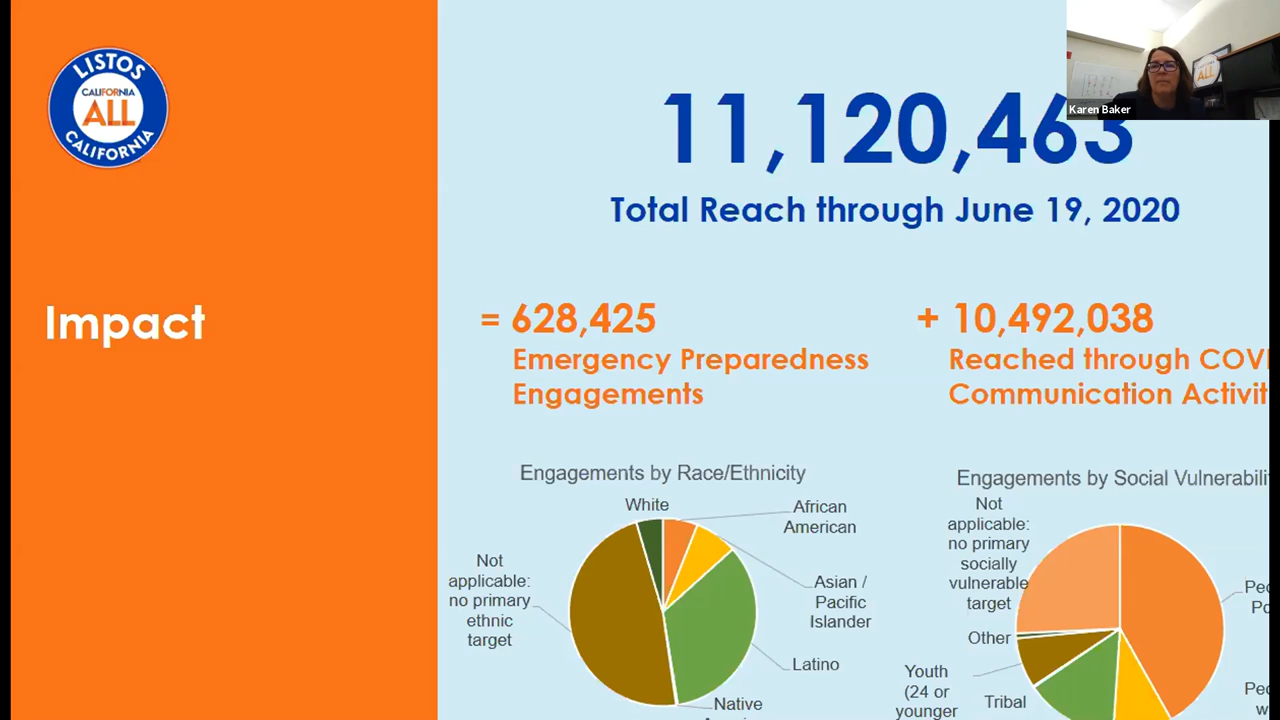 LISTOS
CALIFORNIA
ALL
CALIFORNIA
Karen Baker
11,120,463
Total Reach through June 19, 2020
Impact
= 628,425
Emergency Preparedness
Engagements
+ 10,492,038
Reached through COVI
Communication Activit
Engagements by Race/Ethnicity
White
African
American
Not
applicable:
no primary
ethnic
target
Asian /
Pacific
Islander
Latino
Native
Engagements by Social Vulnerabili
Not
applicable:
no primary
socially
vulnerable
target
Other
Youth
(24 or
younger
Tribal